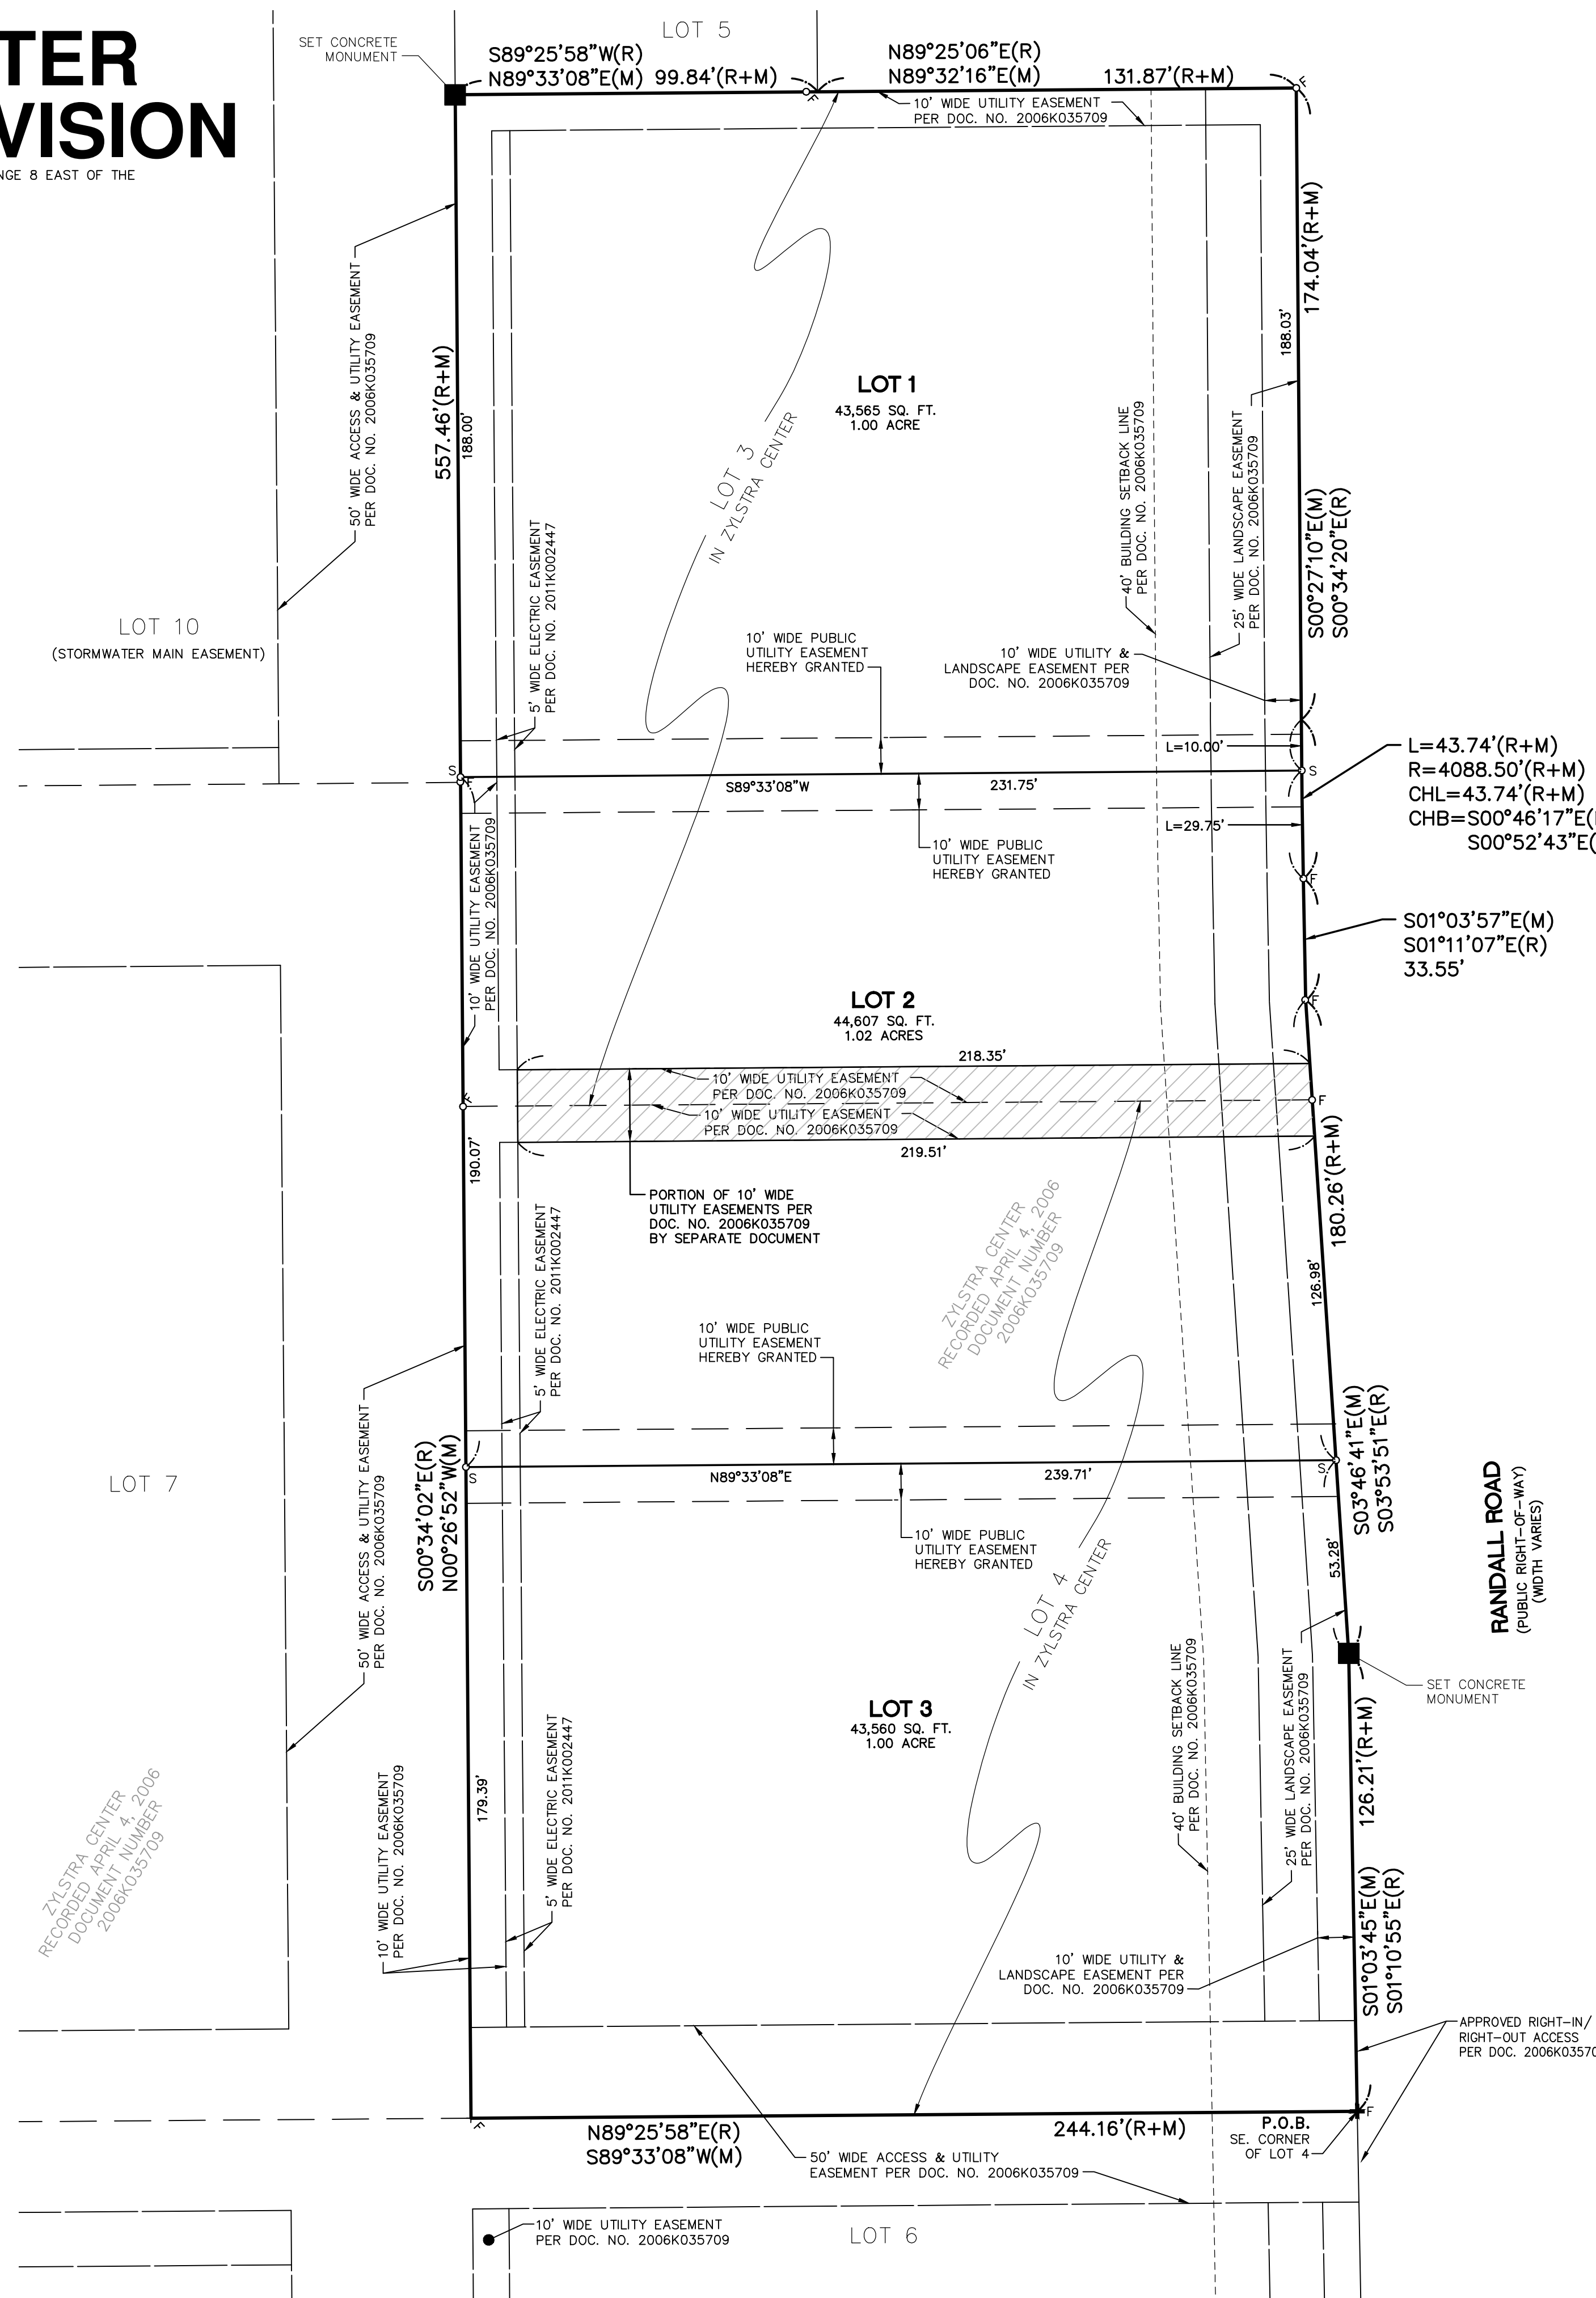 TER
VISION
NGE 8 EAST OF THE
SET CONCRETE
MONUMENT
LOT 5
S89°25'58"W(R)
N89°33'08"E(M) 99.84'(R+M)
N89°25'06"E(R)
N89°32'16"E(M) 131.87'(R+M)
F
F
10' WIDE UTILITY EASEMENT
PER DOC. NO. 2006K035709
174.04'(R+M)
188.03'
50' WIDE ACCESS & UTILITY EASEMENT
PER DOC. NO. 2006K035709
557.46'(R+M)
188.00'
LOT 1
43,565 SQ. FT.
1.00 ACRE
LOT 3
IN ZYLSTRA CENTER
40' BUILDING SETBACK LINE
PER DOC. NO. 2006K035709
25' WIDE LANDSCAPE EASEMENT
PER DOC. NO. 2006K035709
S00°27'10"E(M)
S00°34'20"E(R)
5' WIDE ELECTRIC EASEMENT
PER DOC. NO. 2011K002447
LOT 10
(STORMWATER MAIN EASEMENT)
10' WIDE PUBLIC
UTILITY EASEMENT
HEREBY GRANTED
10' WIDE UTILITY &
LANDSCAPE EASEMENT PER
DOC. NO. 2006K035709
L=10.00'
S
F
S
S89°33'08"W 231.75'
L=43.74'(R+M)
R=4088.50'(R+M)
CHL=43.74'(R+M)
CHB=S00°46'17"E(
S00°52'43"E(
L=29.75'
10' WIDE PUBLIC
UTILITY EASEMENT
HEREBY GRANTED
F
10' WIDE UTILITY EASEMENT
PER DOC. NO. 2006K035709
S01°03'57"E(M)
S01°11'07"E(R)
33.55'
LOT 2
44,607 SQ. FT.
1.02 ACRES
F
218.35'
10' WIDE UTILITY EASEMENT
PER DOC. NO. 2006K035709
F
F
10' WIDE UTILITY EASEMENT
PER DOC. NO. 2006K035709
219.51'
190.07'
180.26'(R+M)
PORTION OF 10' WIDE
UTILITY EASEMENTS PER
DOC. NO. 2006K035709
BY SEPARATE DOCUMENT
5' WIDE ELECTRIC EASEMENT
PER DOC. NO. 2011K002447
ZYLSTRA CENTER
RECORDED APRIL 4, 2006
DOCUMENT NUMBER
2006K035709
126.98'
10' WIDE PUBLIC
UTILITY EASEMENT
HEREBY GRANTED
50' WIDE ACCESS & UTILITY EASEMENT
PER DOC. NO. 2006K035709
S00°34'02"E(R)
N00°26'52"W(M)
S
N89°33'08"E 239.71'
S
S03°46'41"E(M)
S03°53'51"E(R)
LOT 7
10' WIDE PUBLIC
UTILITY EASEMENT
HEREBY GRANTED
53.28'
RANDALL ROAD
(PUBLIC RIGHT-OF-WAY)
(WIDTH VARIES)
LOT 4
IN ZYLSTRA CENTER
SET CONCRETE
MONUMENT
LOT 3
43,560 SQ. FT.
1.00 ACRE
40' BUILDING SETBACK LINE
PER DOC. NO. 2006K035709
25' WIDE LANDSCAPE EASEMENT
PER DOC. NO. 2006K035709
126.21'(R+M)
179.39'
10' WIDE UTILITY EASEMENT
PER DOC. NO. 2006K035709
5' WIDE ELECTRIC EASEMENT
PER DOC. NO. 2011K002447
ZYLSTRA CENTER
RECORDED APRIL 4, 2006
DOCUMENT NUMBER
2006K035709
10' WIDE UTILITY &
LANDSCAPE EASEMENT PER
DOC. NO. 2006K035709
S01°03'45"E(M)
S01°10'55"E(R)
APPROVED RIGHT-IN/
RIGHT-OUT ACCESS
PER DOC. 2006K03570
F
F
N89°25'58"E(R)
S89°33'08"W(M)
244.16'(R+M)
P.O.B.
SE. CORNER
OF LOT 4
50' WIDE ACCESS & UTILITY
EASEMENT PER DOC. NO. 2006K035709
10' WIDE UTILITY EASEMENT
PER DOC. NO. 2006K035709
LOT 6